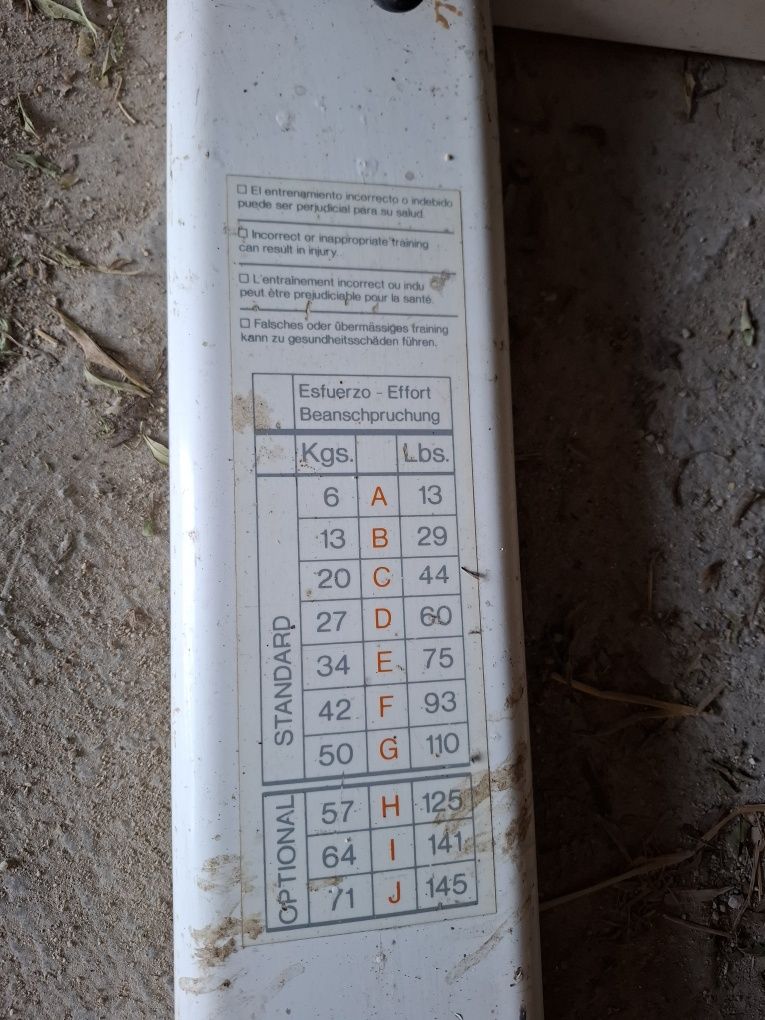 ☐ El entrenamiento incorrecto o indebido
puede ser perjudicial para su salud.
☐ Incorrect or inappropriate training
can result in injury.
☐ L'entraînement incorrect ou indu
peut être prejudiciable pour la santé.
☐ Falsches oder übermässiges training
kann zu gesundheitsschäden führen.
Esfuerzo - Effort
Beanschpruchung
Kgs. Lbs.
STANDARD
6 A 13
13 B 29
20 C 44
27 D 60
34 E 75
42 F 93
50 G 110
OPTIONAL
57 H 125
64 I 141
71 J 145